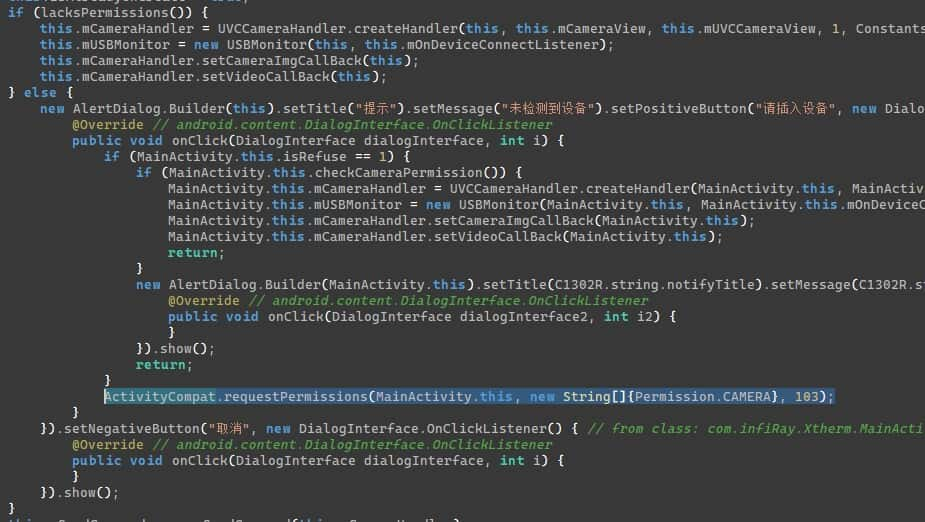 if (lacksPermissions()) {
this.mCameraHandler = UVCCameraHandler.createHandler(this, this.mCameraView, this.mUVCCameraView, 1, Constants
this.mUSBMonitor = new USBMonitor(this, this.mOnDeviceConnectListener);
this.mCameraHandler.setCameraImgCallBack(this);
this.mCameraHandler.setVideoCallBack(this);
} else {
new AlertDialog.Builder(this).setTitle("提示").setMessage("未检测到设备").setPositiveButton("请插入设备", new Dialo
@Override // android.content.DialogInterface.OnClickListener
public void onClick(DialogInterface dialogInterface, int i) {
if (MainActivity.this.isRefuse == 1) {
if (MainActivity.this.checkCameraPermission()) {
MainActivity.this.mCameraHandler = UVCCameraHandler.createHandler(MainActivity.this, MainActiv
MainActivity.this.mUSBMonitor = new USBMonitor(MainActivity.this, MainActivity.this.mOnDeviceC
MainActivity.this.mCameraHandler.setCameraImgCallBack(MainActivity.this);
MainActivity.this.mCameraHandler.setVideoCallBack(MainActivity.this);
return;
}
new AlertDialog.Builder(MainActivity.this).setTitle(C1302R.string.notifyTitle).setMessage(C1302R.st
@Override // android.content.DialogInterface.OnClickListener
public void onClick(DialogInterface dialogInterface2, int i2) {
}
}).show();
return;
}
ActivityCompat.requestPermissions(MainActivity.this, new String[]{Permission.CAMERA}, 103);
}
}).setNegativeButton("取消", new DialogInterface.OnClickListener() { // from class: com.infiRay.Xtherm.MainActi
@Override // android.content.DialogInterface.OnClickListener
public void onClick(DialogInterface dialogInterface, int i) {
}
}).show();
}